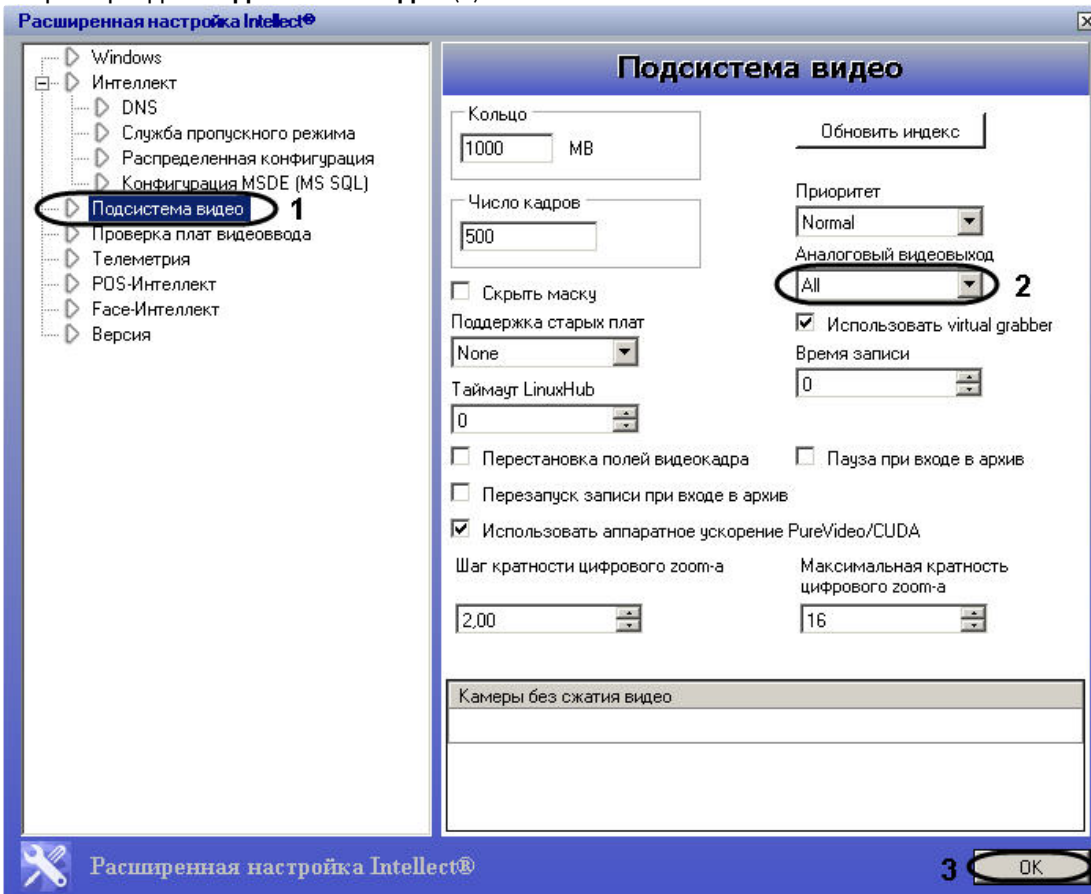 Расширенная настройка Intellect®
Windows
Интеллект
DNS
Служба пропускного режима
Распределенная конфигурация
Конфигурация MSDE (MS SQL)
Подсистема видео 1
Проверка плат видеоввода
Телеметрия
POS-Интеллект
Face-Интеллект
Версия
Подсистема видео
Кольцо
1000 MB
Обновить индекс
Число кадров
500
Приоритет
Normal
Аналоговый видеовыход
All 2
Скрыть маску
Использовать virtual grabber
Поддержка старых плат
None
Время записи
0
Таймаут LinuxHub
0
Перестановка полей видеокадра
Пауза при входе в архив
Перезапуск записи при входе в архив
Использовать аппаратное ускорение PureVideo/CUDA
Шаг кратности цифрового zoom-а
2,00
Максимальная кратность
цифрового zoom-а
16
Камеры без сжатия видео
Расширенная настройка Intellect®
3 OK